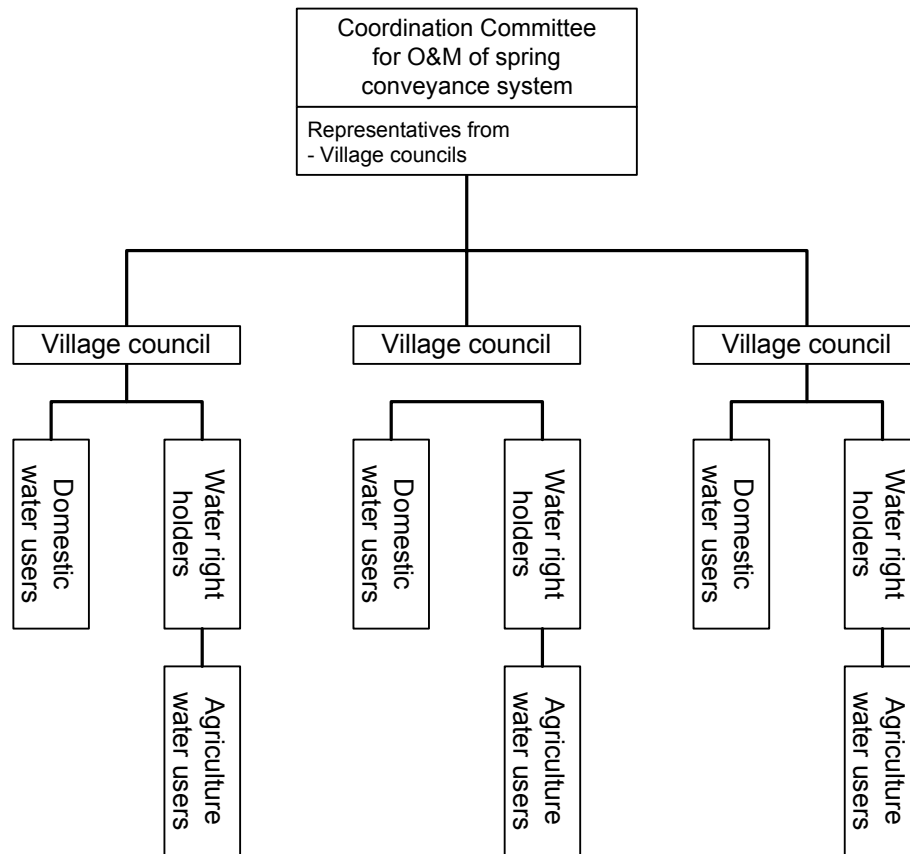 Coordination Committee
for O&M of spring
conveyance system
Representatives from
- Village councils
Village council
Village council
Village council
Domestic
water users
Water right
holders
Domestic
water users
Water right
holders
Domestic
water users
Water right
holders
Agriculture
water users
Agriculture
water users
Agriculture
water users